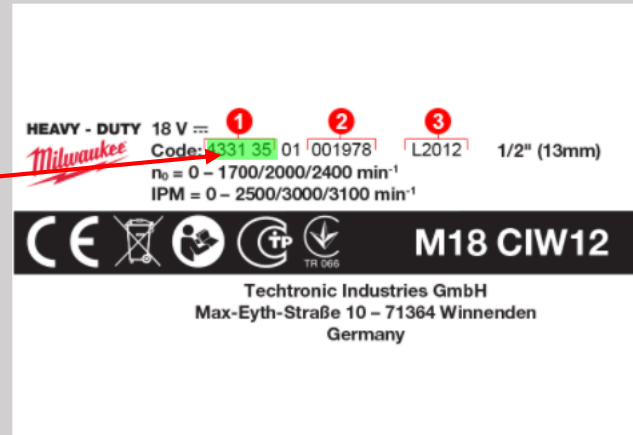 1 2 3
HEAVY - DUTY 18 V ⎓
Milwaukee Code: 4331 35 01 001978 L2012 1/2" (13mm)
n₀ = 0 – 1700/2000/2400 min⁻¹
IPM = 0 – 2500/3000/3100 min⁻¹
CE TP TR 066 M18 CIW12
Techtronic Industries GmbH
Max-Eyth-Straße 10 – 71364 Winnenden
Germany